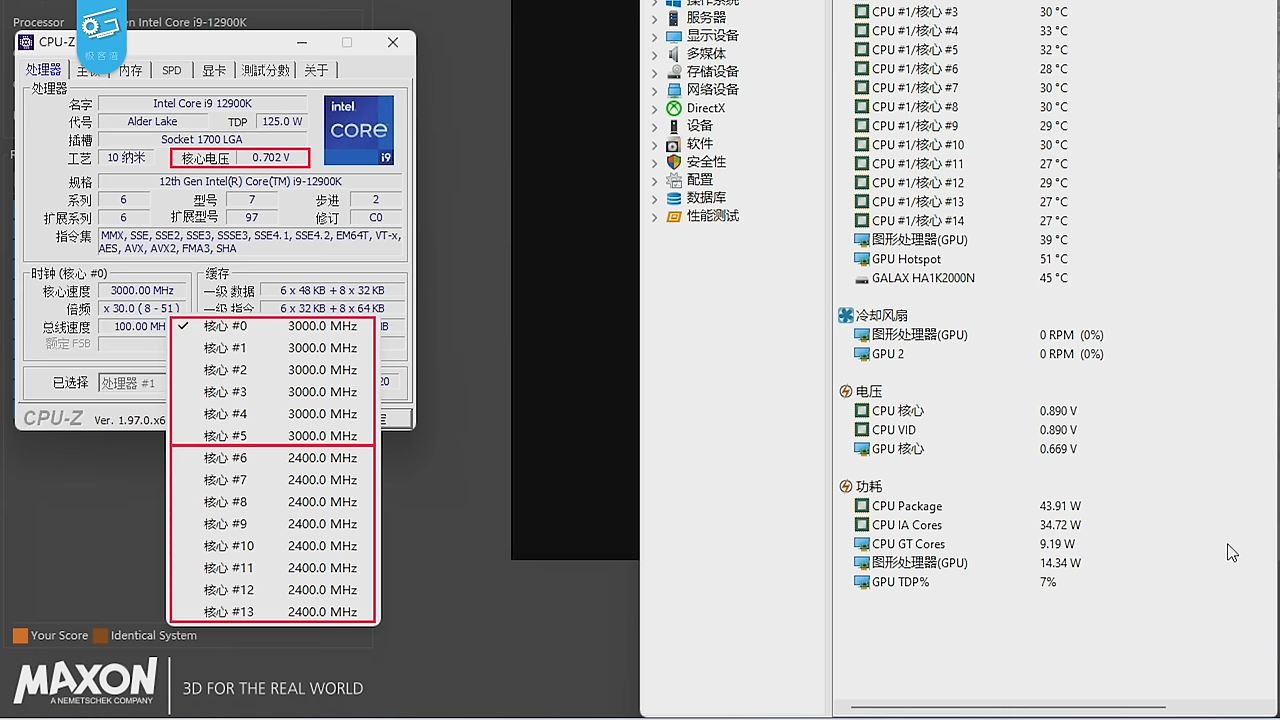 Processor
en Intel Core i9-12900K
极客湾
CPU-Z
处理器
内存
SPD
显卡
測試分數
关于
处理器
名字
Intel Core i9 12900K
代号
Alder Lake
TDP
125.0 W
插槽
Socket 1700 LGA
工艺
10 纳米
核心电压
0.702 V
intel
CORE
i9
规格
12th Gen Intel(R) Core(TM) i9-12900K
系列
6
型号
7
步进
2
扩展系列
6
扩展型号
97
修订
C0
指令集
MMX, SSE, SSE2, SSE3, SSSE3, SSE4.1, SSE4.2, EM64T, VT-x,
AES, AVX, AVX2, FMA3, SHA
时钟 (核心 #0)
核心速度
3000.00 MHz
倍频
x 30.0 ( 8 - 51 )
总线速度
100.00 MH
额定 FSB
缓存
一级 数据
6 x 48 KB + 8 x 32 KB
一级 指令
6 x 32 KB + 8 x 64 KB
已选择
处理器 #1
20
CPU-Z
Ver. 1.97.0.x6
核心 #0 3000.0 MHz
核心 #1 3000.0 MHz
核心 #2 3000.0 MHz
核心 #3 3000.0 MHz
核心 #4 3000.0 MHz
核心 #5 3000.0 MHz
核心 #6 2400.0 MHz
核心 #7 2400.0 MHz
核心 #8 2400.0 MHz
核心 #9 2400.0 MHz
核心 #10 2400.0 MHz
核心 #11 2400.0 MHz
核心 #12 2400.0 MHz
核心 #13 2400.0 MHz
Your Score
Identical System
MAXON
A NEMETSCHEK COMPANY
3D FOR THE REAL WORLD
操作系统
服务器
显示设备
多媒体
存储设备
网络设备
DirectX
设备
软件
安全性
配置
数据库
性能测试
CPU #1/核心 #3 30 °C
CPU #1/核心 #4 33 °C
CPU #1/核心 #5 32 °C
CPU #1/核心 #6 28 °C
CPU #1/核心 #7 30 °C
CPU #1/核心 #8 30 °C
CPU #1/核心 #9 29 °C
CPU #1/核心 #10 30 °C
CPU #1/核心 #11 27 °C
CPU #1/核心 #12 29 °C
CPU #1/核心 #13 27 °C
CPU #1/核心 #14 27 °C
图形处理器(GPU) 39 °C
GPU Hotspot 51 °C
GALAX HA1K2000N 45 °C
冷却风扇
图形处理器(GPU) 0 RPM (0%)
GPU 2 0 RPM (0%)
电压
CPU 核心 0.890 V
CPU VID 0.890 V
GPU 核心 0.669 V
功耗
CPU Package 43.91 W
CPU IA Cores 34.72 W
CPU GT Cores 9.19 W
图形处理器(GPU) 14.34 W
GPU TDP% 7%